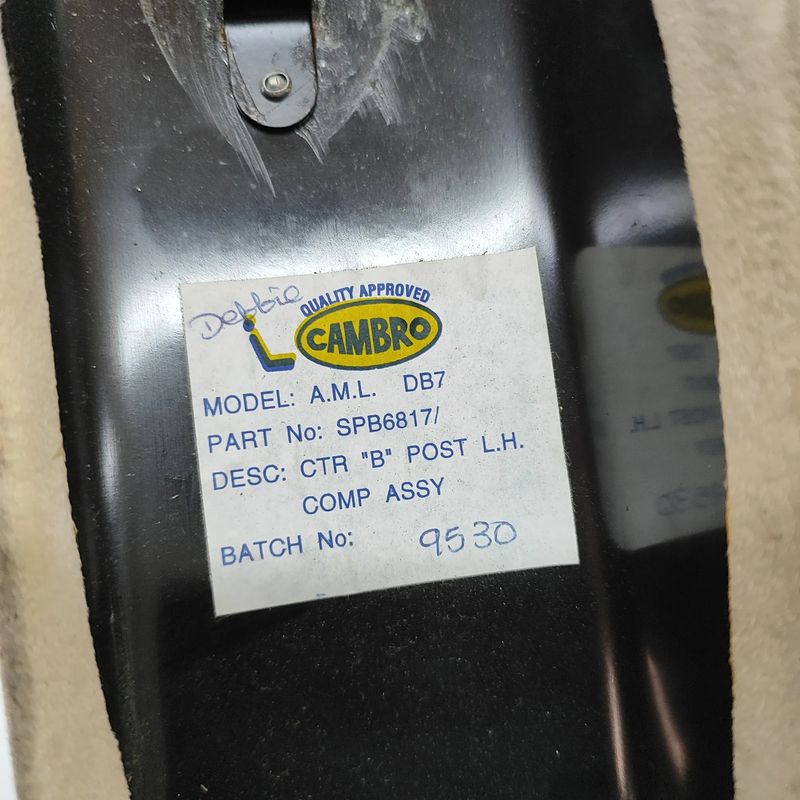 Debbie
QUALITY APPROVED
CAMBRO
MODEL: A.M.L. DB7
PART No: SPB6817/
DESC: CTR "B" POST L.H.
COMP ASSY
BATCH No: 9530